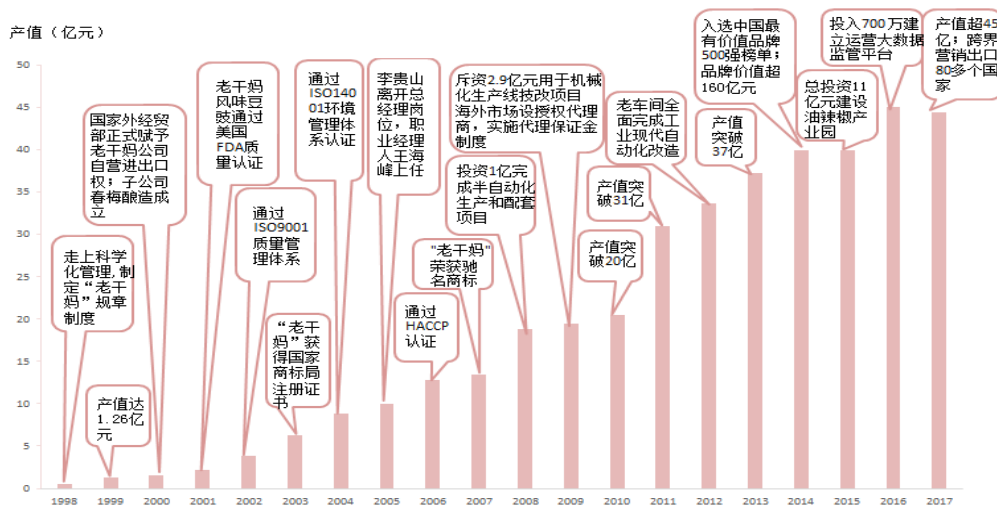 产值（亿元）
50
45
40
35
30
25
20
15
10
5
0
走上科学
化管理,制
定“老干
妈”规章
制度
产值达
1.26亿
元
国家外经贸
部正式赋予
老干妈公司
自营进出口
权；子公司
春梅酿造成
立
老干妈
风味豆
豉通过
美国
FDA质
量认证
通过
ISO9001
质量管
理体系
“老干
妈”获
得国家
商标局
注册证
书
通过
ISO140
01环境
管理体
系认证
李贵山
离开总
经理岗
位，职
业经理
人王海
峰上任
通过
HACCP
认证
"老干妈"
荣获驰
名商标
投资1亿完
成半自动化
生产和配套
项目
斥资2.9亿元用于机械
化生产线技改项目
海外市场设授权代理
商，实施代理保证金
制度
产值突
破20亿
产值突
破31亿
老车间全
面完成工
业现代自
动化改造
产值
突破
37亿
入选中国最
有价值品牌
500强榜单；
品牌价值超
160亿元
总投资11
亿元建设
油辣椒产
业园
投入700万建
立运营大数据
监管平台
产值超45
亿；跨界
营销出口
80多个国
家
1998 1999 2000 2001 2002 2003 2004 2005 2006 2007 2008 2009 2010 2011 2012 2013 2014 2015 2016 2017